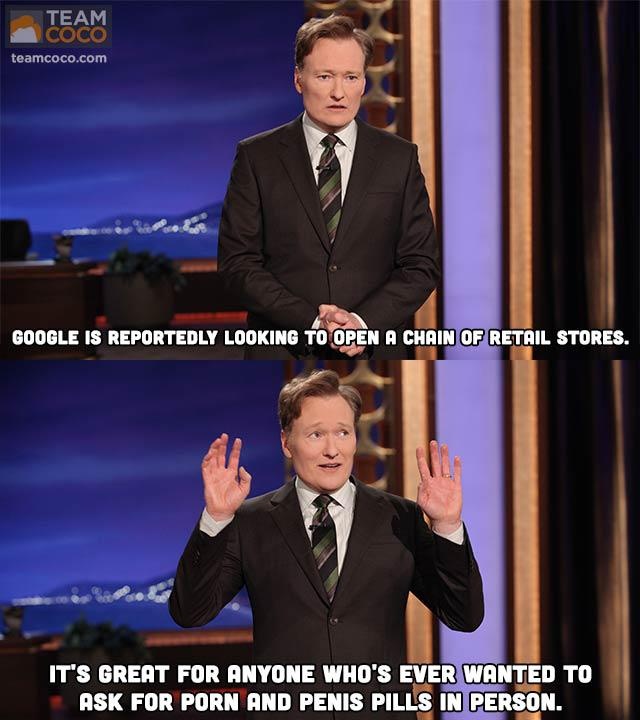 TEAM
COCO
teamcoco.com
GOOGLE IS REPORTEDLY LOOKING TO OPEN A CHAIN OF RETAIL STORES.
IT'S GREAT FOR ANYONE WHO'S EVER WANTED TO
ASK FOR PORN AND PENIS PILLS IN PERSON.